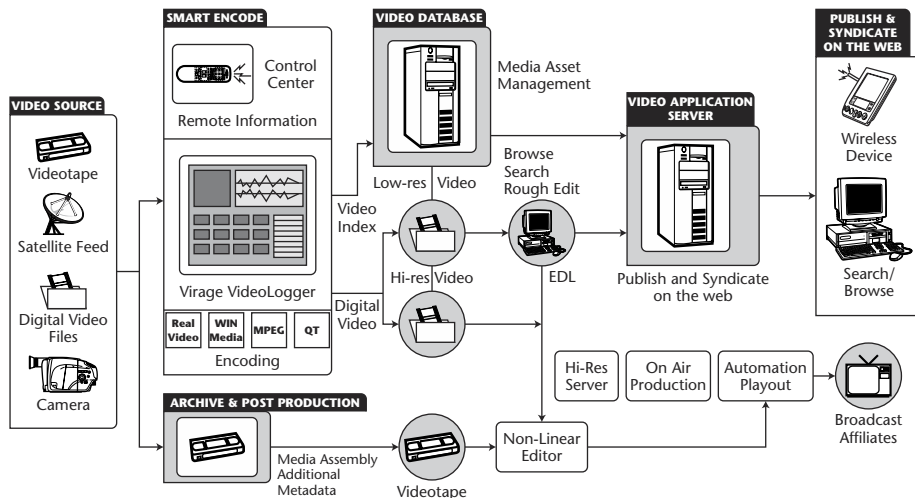 VIDEO SOURCE
Videotape
Satellite Feed
Digital Video
Files
Camera
SMART ENCODE
Control
Center
Remote Information
Virage VideoLogger
Real
Video
WIN
Media
MPEG
QT
Encoding
ARCHIVE & POST PRODUCTION
Media Assembly
Additional
Metadata
Videotape
VIDEO DATABASE
Media Asset
Management
Video
Index
Low-res Video
Digital
Video
Hi-res Video
Browse
Search
Rough Edit
EDL
VIDEO APPLICATION
SERVER
Publish and Syndicate
on the web
PUBLISH &
SYNDICATE
ON THE WEB
Wireless
Device
Search/
Browse
Hi-Res
Server
On Air
Production
Automation
Playout
Non-Linear
Editor
Broadcast
Affiliates